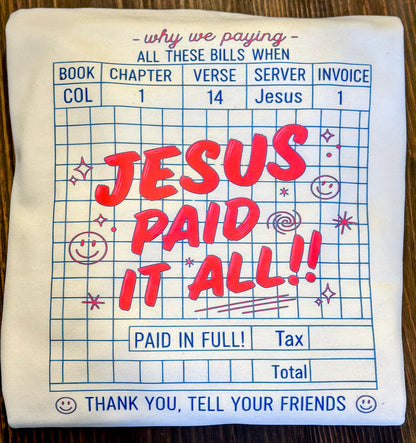 - why we paying -
ALL THESE BILLS WHEN
BOOK CHAPTER VERSE SERVER INVOICE
COL 1 14 Jesus 1
JESUS
PAID
IT ALL!!
PAID IN FULL! Tax
Total
THANK YOU, TELL YOUR FRIENDS